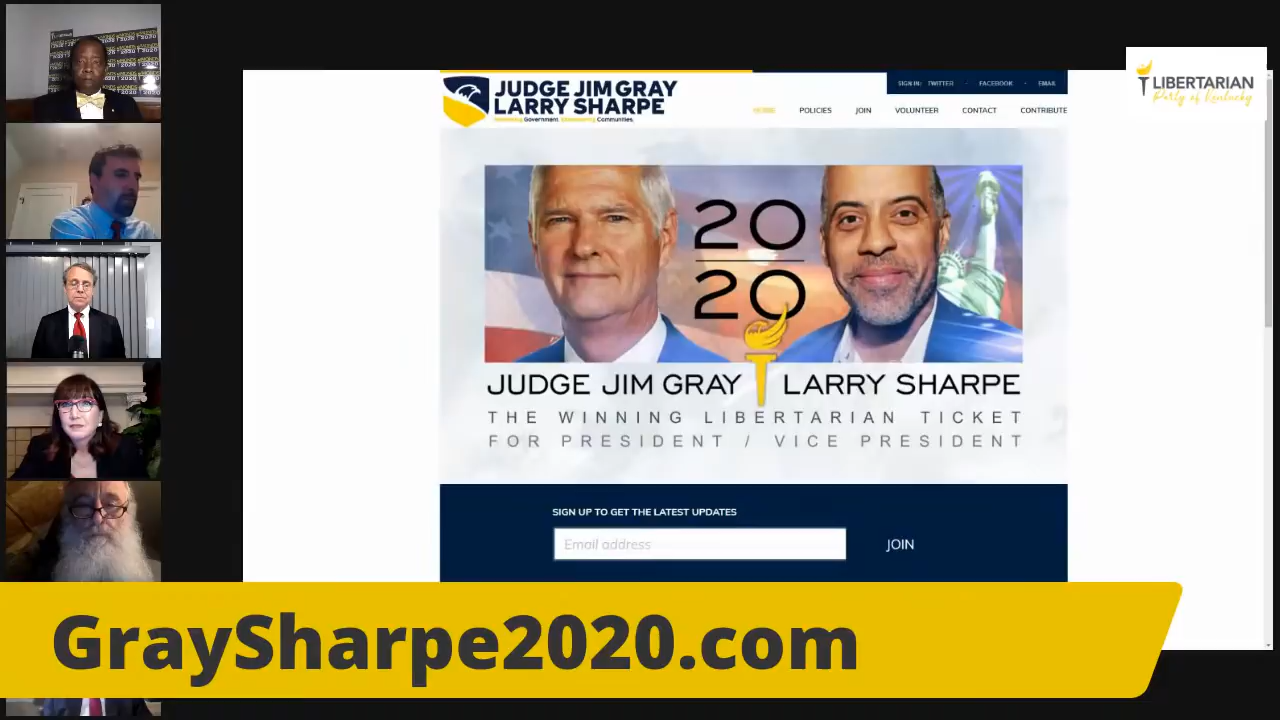 JUDGE JIM GRAY
LARRY SHARPE
Government. Communities.
SIGN IN: TWITTER - FACEBOOK - EMAIL
HOME POLICIES JOIN VOLUNTEER CONTACT CONTRIBUTE
LIBERTARIAN
Party of Kentucky
20
20
JUDGE JIM GRAY LARRY SHARPE
THE WINNING LIBERTARIAN TICKET
FOR PRESIDENT / VICE PRESIDENT
SIGN UP TO GET THE LATEST UPDATES
Email address
JOIN
GraySharpe2020.com